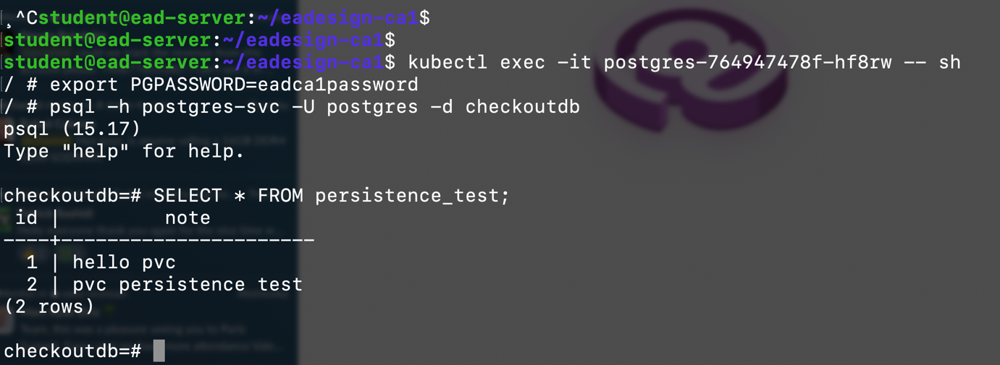 ^Cstudent@ead-server:~/eadesign-ca1$
student@ead-server:~/eadesign-ca1$
student@ead-server:~/eadesign-ca1$ kubectl exec -it postgres-764947478f-hf8rw -- sh
/ # export PGPASSWORD=eadca1password
/ # psql -h postgres-svc -U postgres -d checkoutdb
psql (15.17)
Type "help" for help.
checkoutdb=# SELECT * FROM persistence_test;
 id |         note
----+----------------------
  1 | hello pvc
  2 | pvc persistence test
(2 rows)
checkoutdb=#